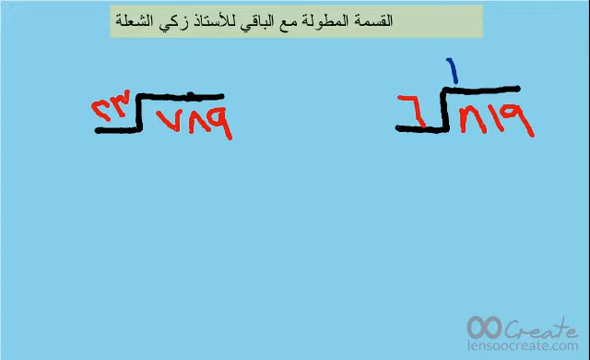 القسمة المطولة مع الباقي للأستاذ زكي الشعلة
١
٦ ٨١٩
٢٣ ٧٨٩
Create
lensoocreate.com